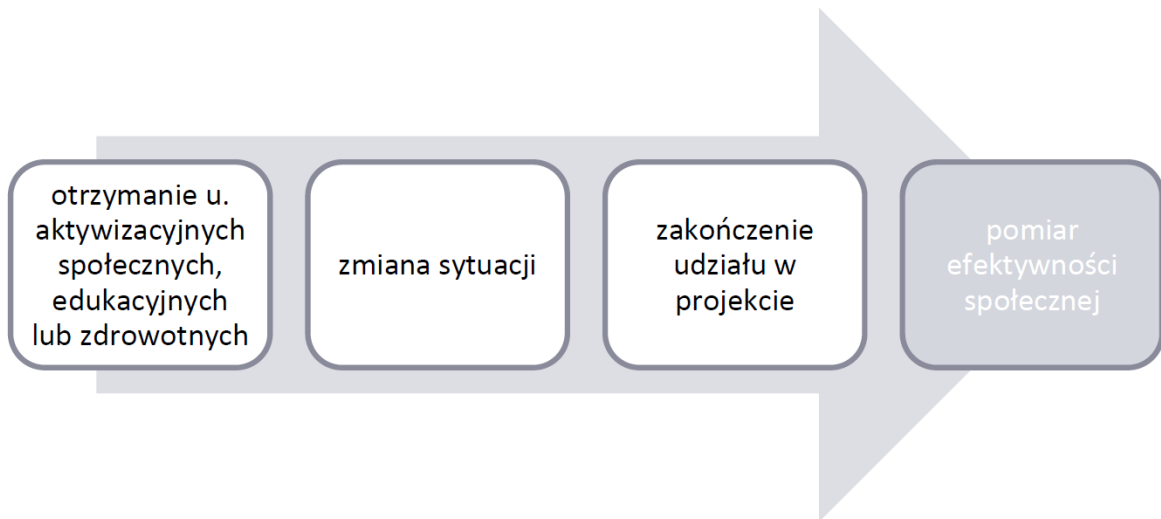 otrzymanie u.
aktywizacyjnych
społecznych,
edukacyjnych
lub zdrowotnych
zmiana sytuacji
zakończenie
udziału w
projekcie
pomiar
efektywności
społecznej